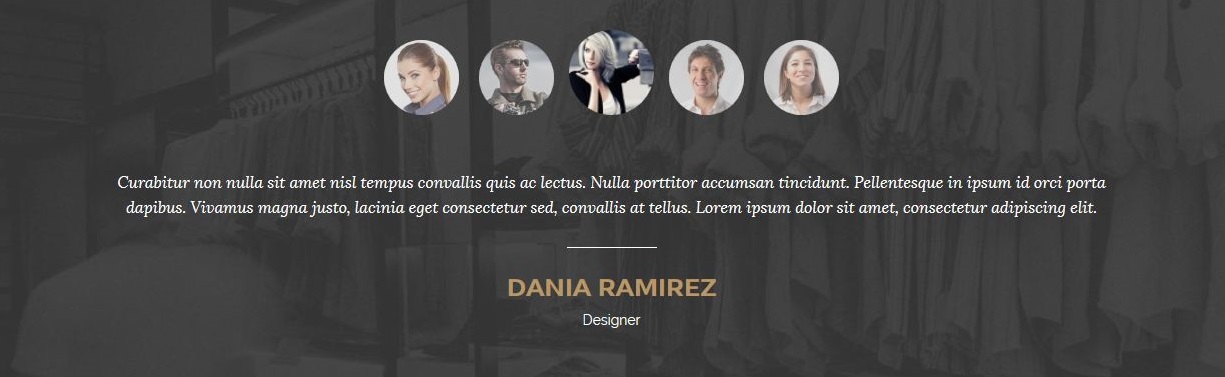 Curabitur non nulla sit amet nisl tempus convallis quis ac lectus. Nulla porttitor accumsan tincidunt. Pellentesque in ipsum id orci porta
dapibus. Vivamus magna justo, lacinia eget consectetur sed, convallis at tellus. Lorem ipsum dolor sit amet, consectetur adipiscing elit.
DANIA RAMIREZ
Designer